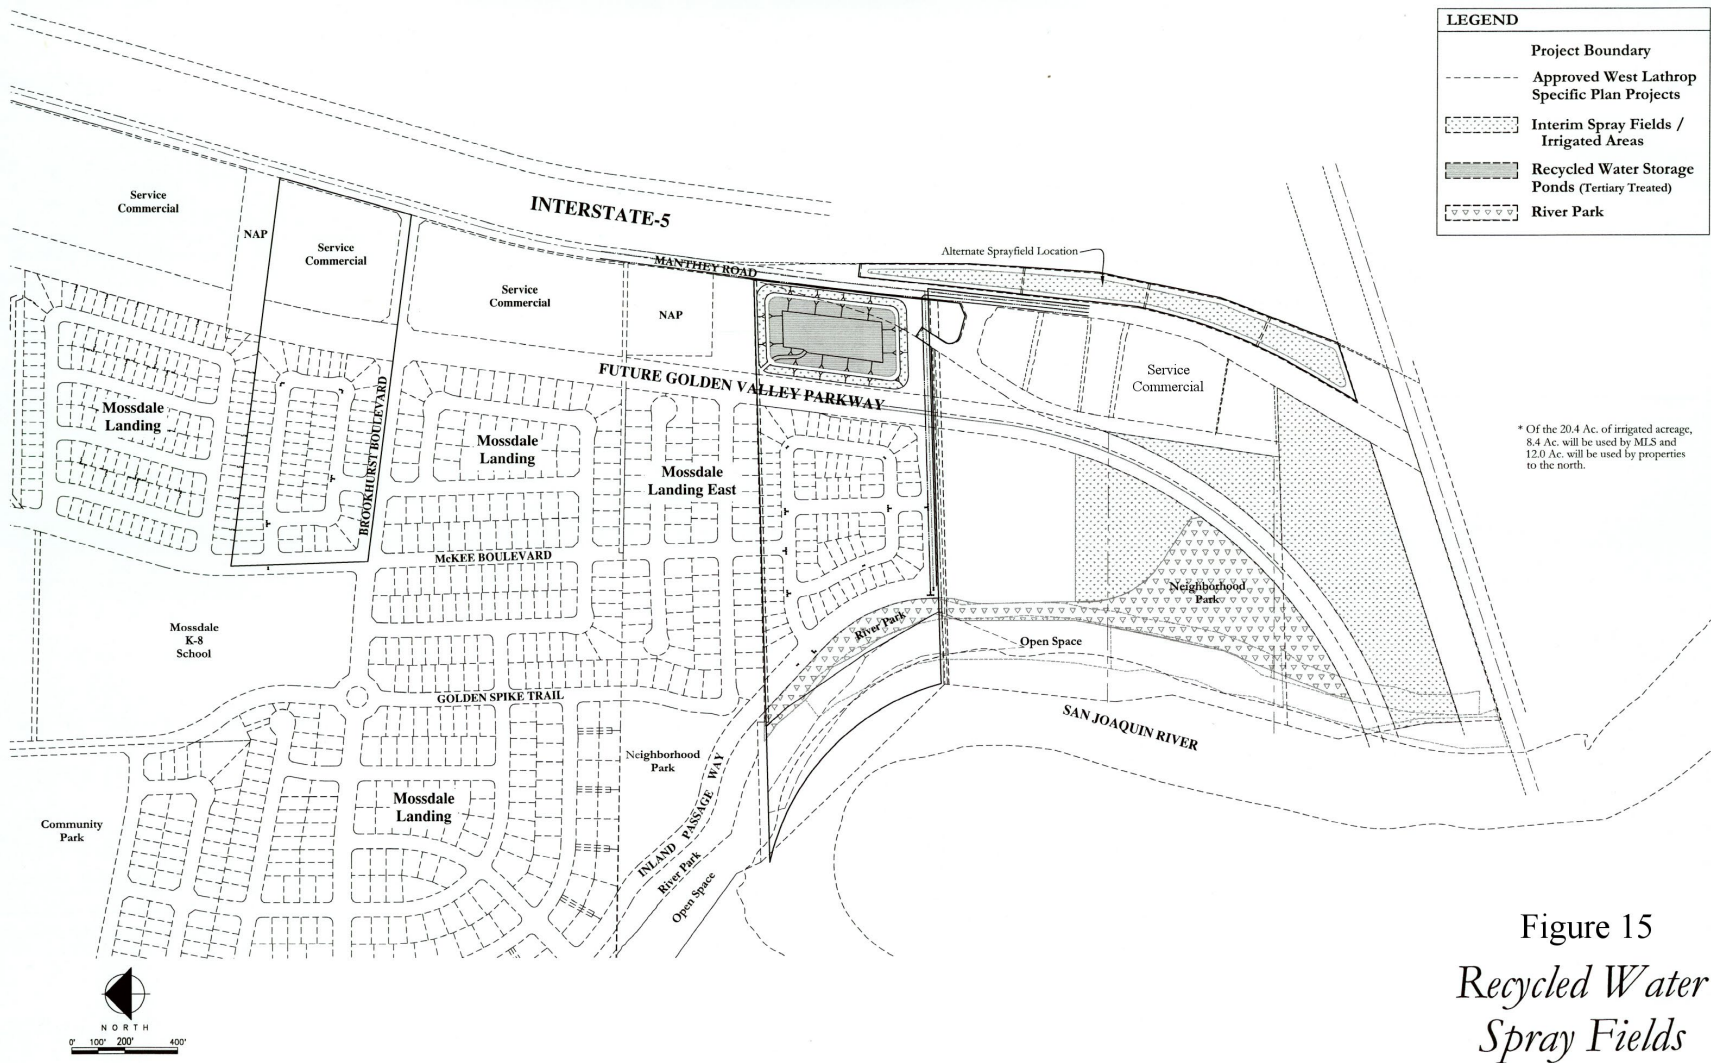 LEGEND
Project Boundary
Approved West Lathrop
Specific Plan Projects
Interim Spray Fields /
Irrigated Areas
Recycled Water Storage
Ponds (Tertiary Treated)
River Park
Service
Commercial
NAP
Service
Commercial
INTERSTATE-5
MANTHEY ROAD
Alternate Sprayfield Location
Service
Commercial
NAP
FUTURE GOLDEN VALLEY PARKWAY
Service
Commercial
* Of the 20.4 Ac. of irrigated acreage,
8.4 Ac. will be used by MLS and
12.0 Ac. will be used by properties
to the north.
Mossdale
Landing
BROOKHURST BOULEVARD
Mossdale
Landing
Mossdale
Landing East
McKEE BOULEVARD
Neighborhood
Park
Mossdale
K-8
School
River Park
Open Space
GOLDEN SPIKE TRAIL
SAN JOAQUIN RIVER
Neighborhood
Park
INLAND PASSAGE WAY
River Park
Open Space
Mossdale
Landing
Community
Park
NORTH
0' 100' 200' 400'
Figure 15
Recycled Water
Spray Fields